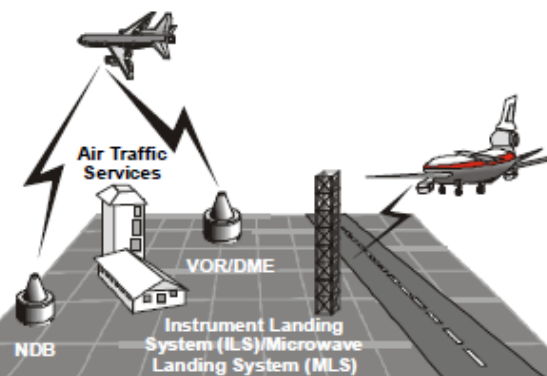 Air Traffic
Services
VOR/DME
NDB
Instrument Landing
System (ILS)/Microwave
Landing System (MLS)